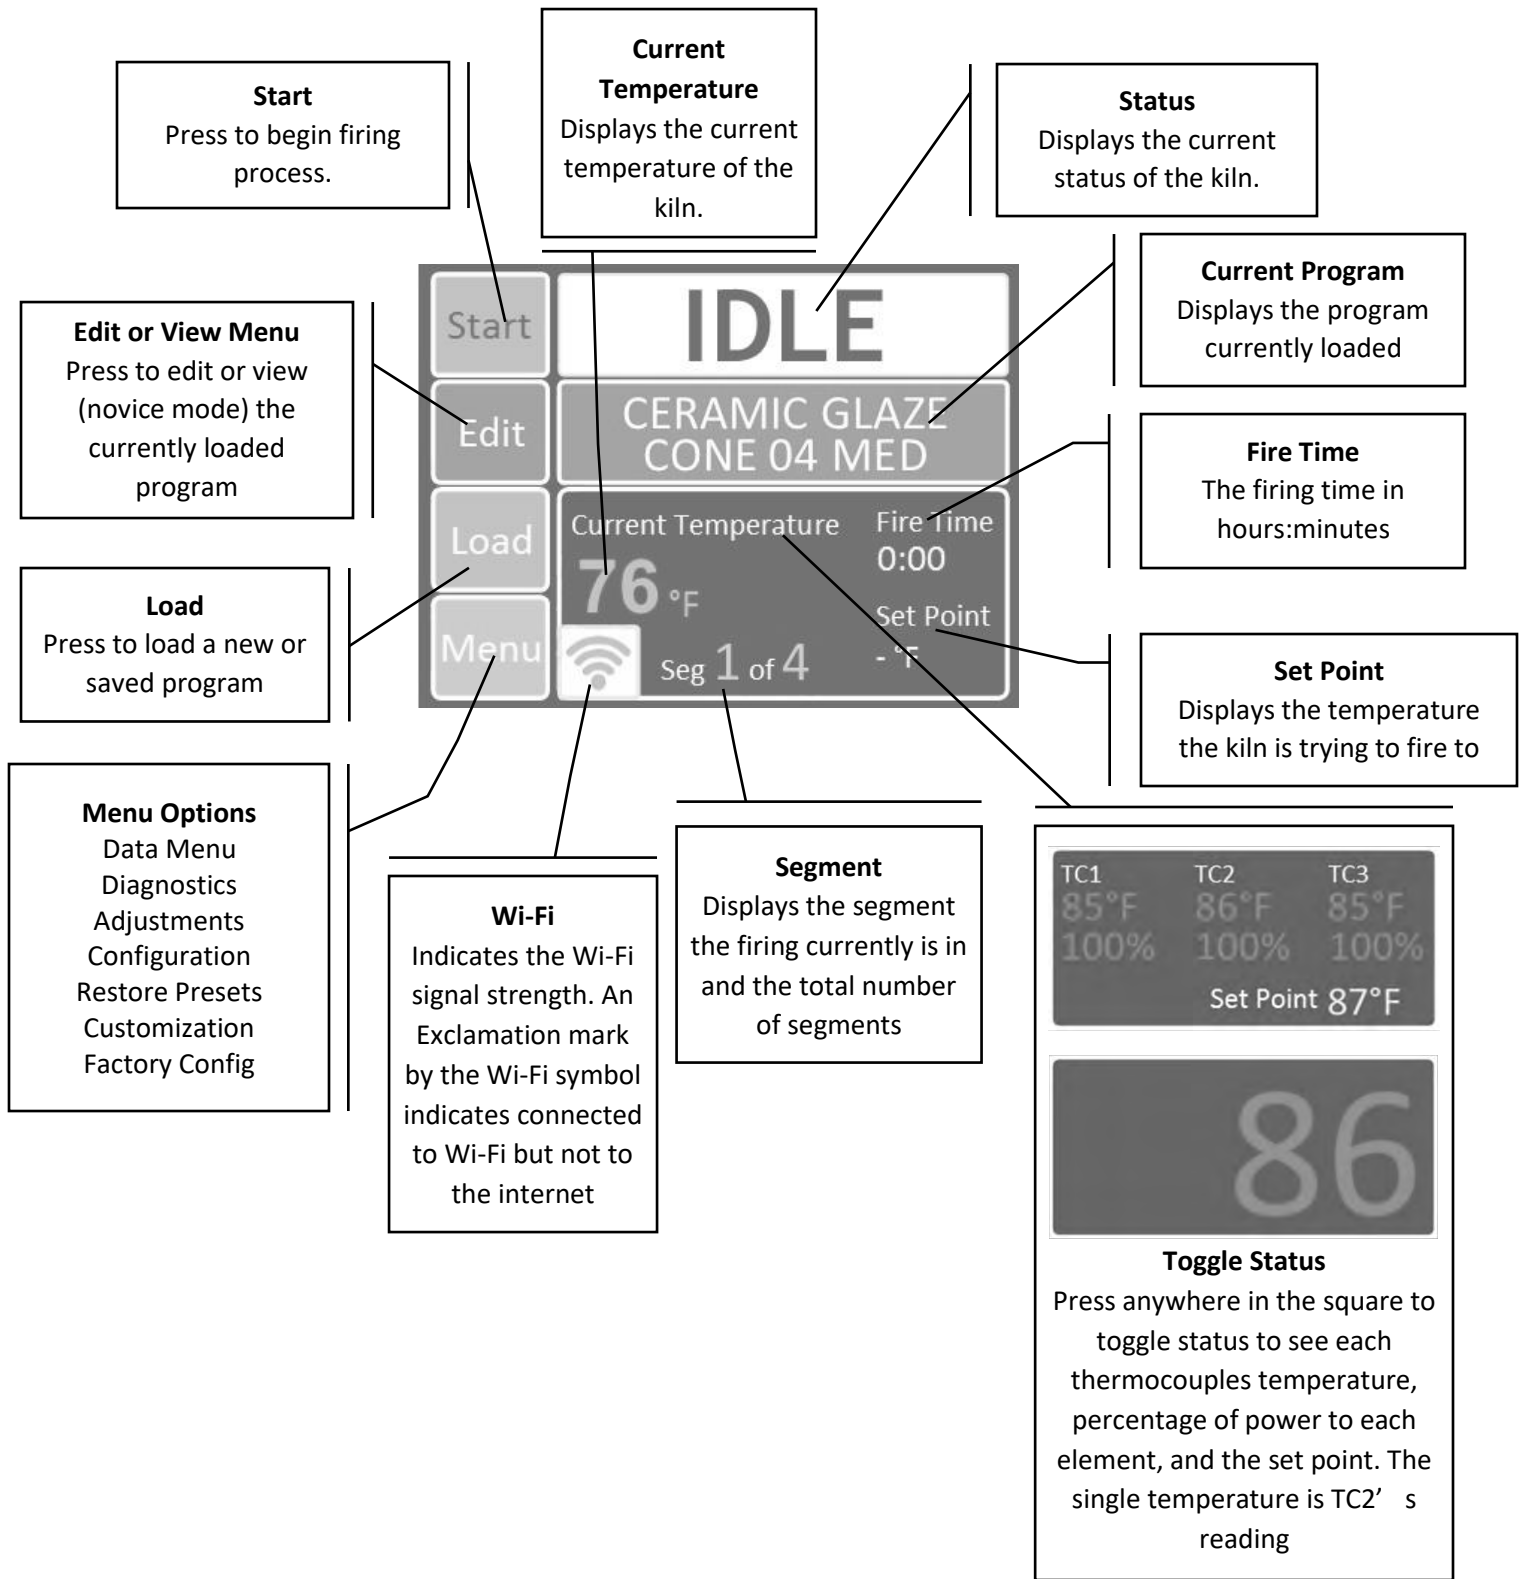 Start
Press to begin firing
process.
Current
Temperature
Displays the current
temperature of the
kiln.
Status
Displays the current
status of the kiln.
Edit or View Menu
Press to edit or view
(novice mode) the
currently loaded
program
Current Program
Displays the program
currently loaded
Start
IDLE
Edit
CERAMIC GLAZE
CONE 04 MED
Load
Current Temperature
76 °F
Fire Time
0:00
Set Point
- °F
Menu
Seg 1 of 4
Fire Time
The firing time in
hours:minutes
Load
Press to load a new or
saved program
Set Point
Displays the temperature
the kiln is trying to fire to
Menu Options
Data Menu
Diagnostics
Adjustments
Configuration
Restore Presets
Customization
Factory Config
Wi-Fi
Indicates the Wi-Fi
signal strength. An
Exclamation mark
by the Wi-Fi symbol
indicates connected
to Wi-Fi but not to
the internet
Segment
Displays the segment
the firing currently is in
and the total number
of segments
TC1 TC2 TC3
85°F 86°F 85°F
100% 100% 100%
Set Point 87°F
86
Toggle Status
Press anywhere in the square to
toggle status to see each
thermocouples temperature,
percentage of power to each
element, and the set point. The
single temperature is TC2’ s
reading